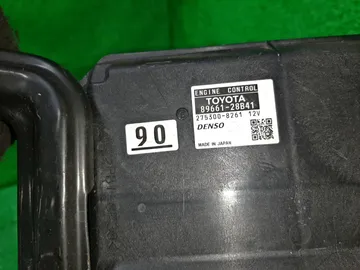 ENGINE CONTROL
TOYOTA
89661-28B41
275300-8261 12V
DENSO
MADE IN JAPAN
90